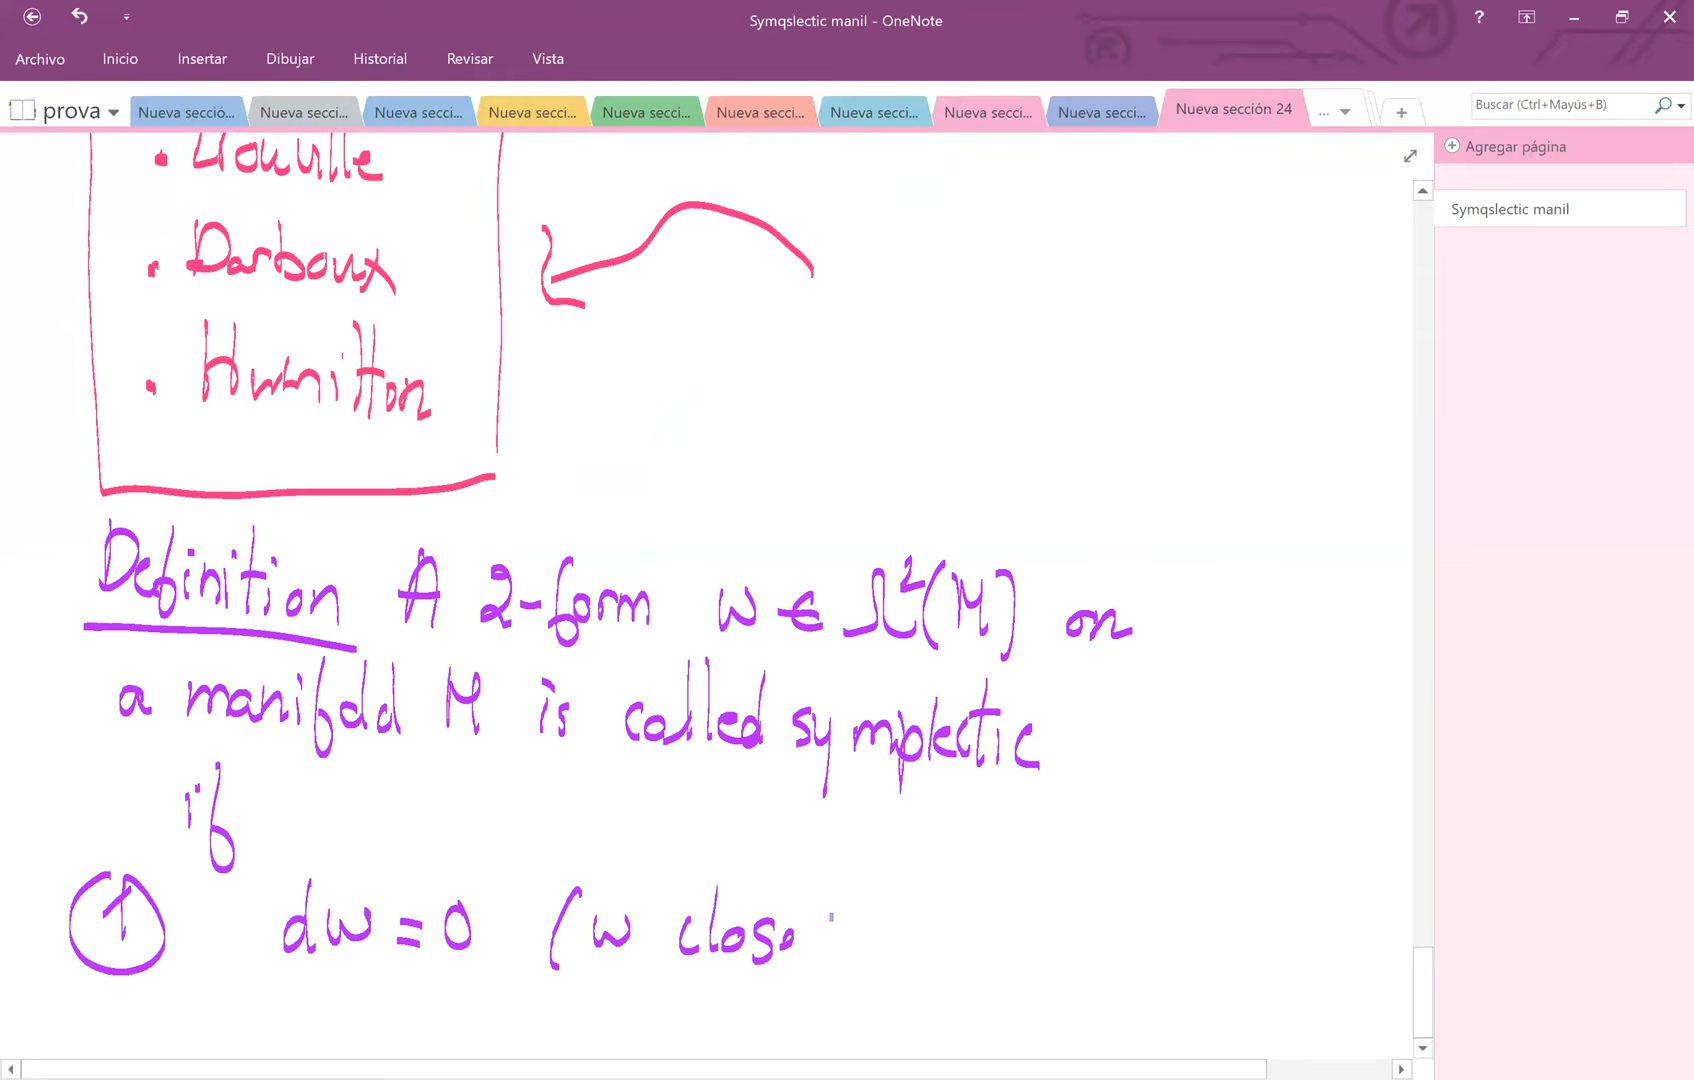 Symqslectic manil - OneNote
?
Archivo Inicio Insertar Dibujar Historial Revisar Vista
prova Nueva secció... Nueva secci... Nueva secci... Nueva secci... Nueva secci... Nueva secci... Nueva secci... Nueva secci... Nueva secci... Nueva sección 24 ... + Buscar (Ctrl+Mayús+B)
Agregar página
Symqslectic manil
· Liouville
· Darboux
· Hamilton
Definition A 2-form ω ∈ Ω²(M) on
a manifold M is called symplectic
if
① dω = 0 (ω close